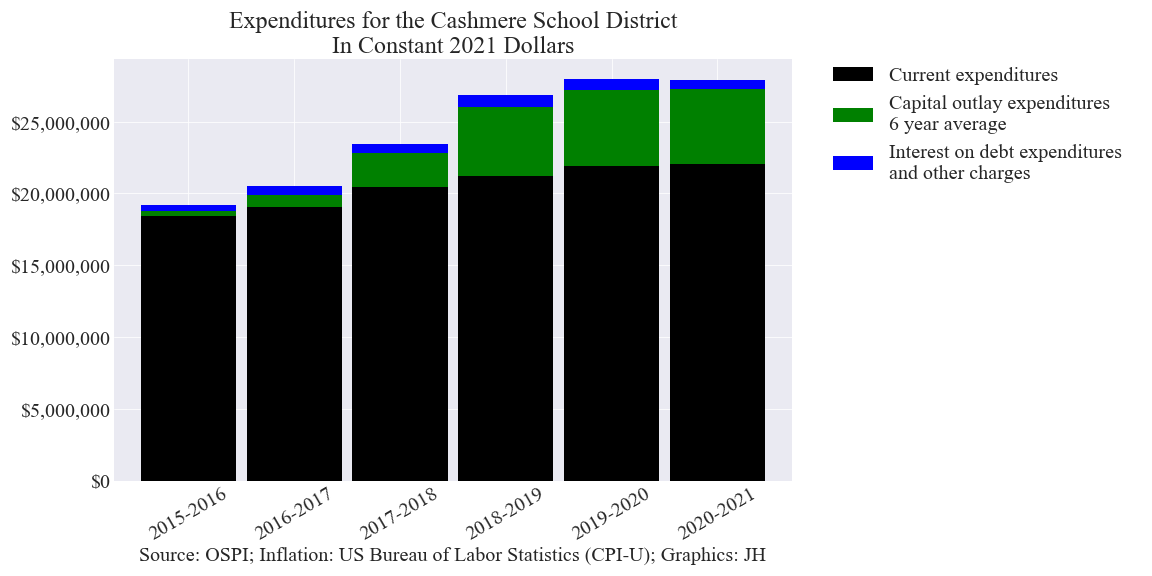 Expenditures for the Cashmere School District
In Constant 2021 Dollars
Current expenditures
Capital outlay expenditures
6 year average
Interest on debt expenditures
and other charges
$25,000,000
$20,000,000
$15,000,000
$10,000,000
$5,000,000
$0
2015-2016
2016-2017
2017-2018
2018-2019
2019-2020
2020-2021
Source: OSPI; Inflation: US Bureau of Labor Statistics (CPI-U); Graphics: JH